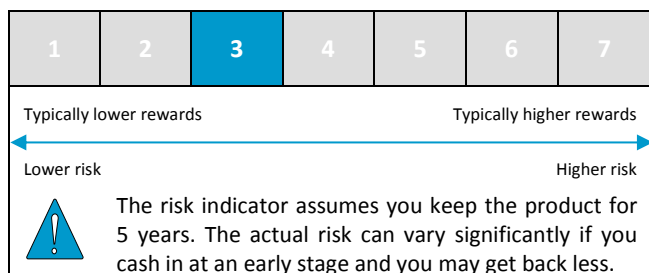 1 2 3 4 5 6 7
Typically lower rewards Typically higher rewards
Lower risk Higher risk
The risk indicator assumes you keep the product for
5 years. The actual risk can vary significantly if you
cash in at an early stage and you may get back less.